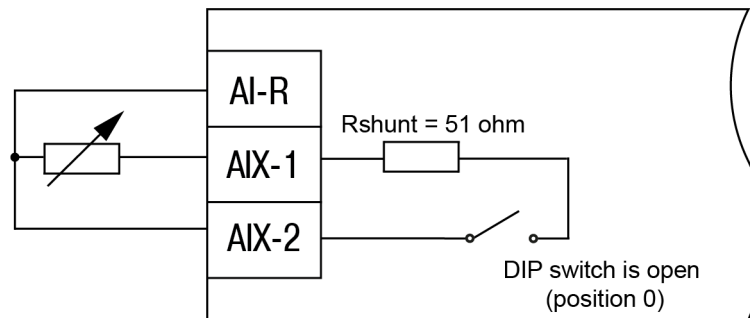 AI-R
Rshunt = 51 ohm
AIX-1
AIX-2
DIP switch is open
(position 0)